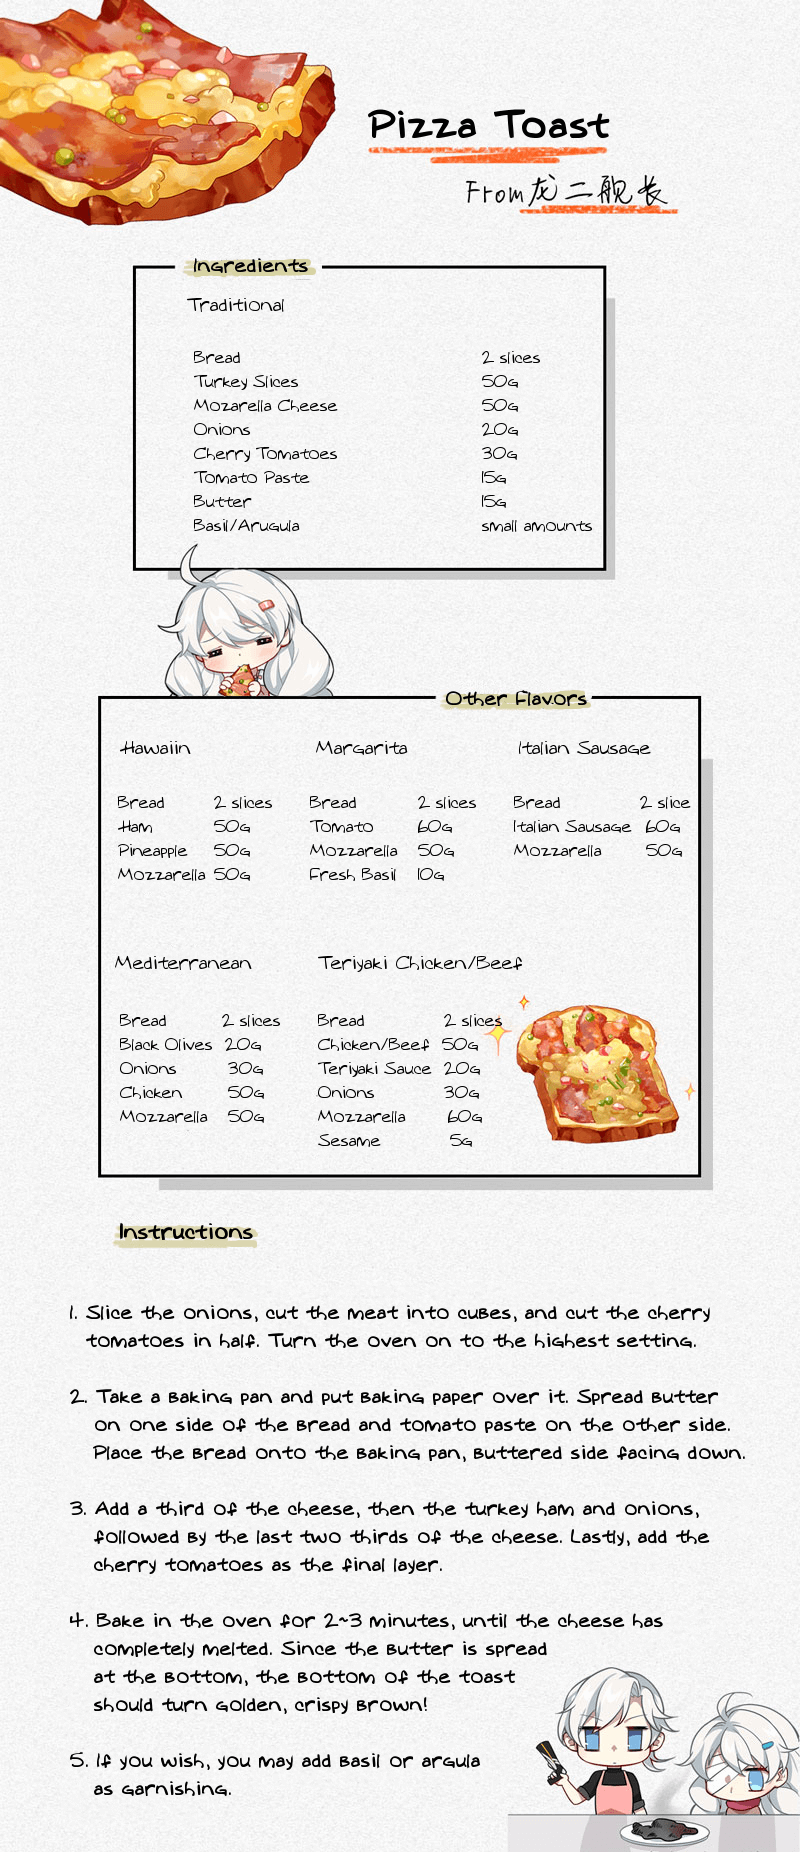 Pizza Toast
From龙二舰长
Ingredients
Traditional
Bread 2 slices
Turkey Slices 50G
Mozarella Cheese 50G
Onions 20G
Cherry Tomatoes 30G
Tomato Paste 15G
Butter 15G
Basil/Arugula small amounts
Other Flavors
Hawaiin
Bread 2 slices
Ham 50G
Pineapple 50G
Mozzarella 50G
Margarita
Bread 2 slices
Tomato 60G
Mozzarella 50G
Fresh Basil 10G
Italian Sausage
Bread 2 slice
Italian Sausage 60G
Mozzarella 50G
Mediterranean
Bread 2 slices
Black Olives 20G
Onions 30G
Chicken 50G
Mozzarella 50G
Teriyaki Chicken/Beef
Bread 2 slices
Chicken/Beef 50G
Teriyaki Sauce 20G
Onions 30G
Mozzarella 60G
Sesame 5G
Instructions
1. Slice the onions, cut the meat into cubes, and cut the cherry
tomatoes in half. Turn the oven on to the highest setting.
2. Take a baking pan and put baking paper over it. Spread butter
on one side of the bread and tomato paste on the other side.
Place the bread onto the baking pan, buttered side facing down.
3. Add a third of the cheese, then the turkey ham and onions,
followed by the last two thirds of the cheese. Lastly, add the
cherry tomatoes as the final layer.
4. Bake in the oven for 2~3 minutes, until the cheese has
completely melted. Since the butter is spread
at the bottom, the bottom of the toast
should turn golden, crispy brown!
5. If you wish, you may add basil or argula
as garnishing.